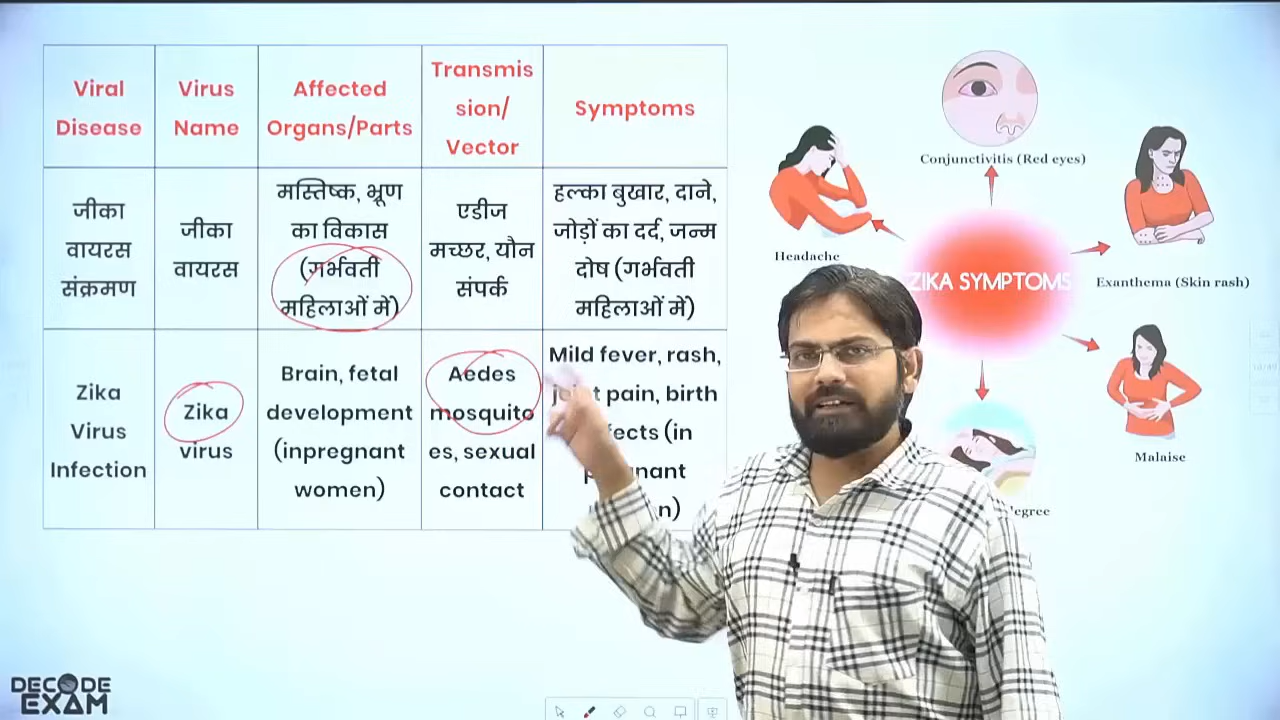 Viral
Disease
Virus
Name
Affected
Organs/Parts
Transmis
sion/
Vector
Symptoms
जीका
वायरस
संक्रमण
जीका
वायरस
मस्तिष्क, भ्रूण
का विकास
(गर्भवती
महिलाओं में)
एडीज
मच्छर, यौन
संपर्क
हल्का बुखार, दाने,
जोड़ों का दर्द, जन्म
दोष (गर्भवती
महिलाओं में)
Zika
Virus
Infection
Zika
virus
Brain, fetal
development
(inpregnant
women)
Aedes
mosquito
es, sexual
contact
Mild fever, rash,
pain, birth
(in
Conjunctivitis (Red eyes)
Headache
ZIKA SYMPTOMS
Exanthema (Skin rash)
Malaise
DECODE
EXAM